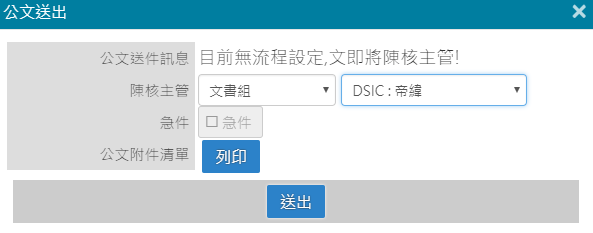 公文送出
公文送件訊息 目前無流程設定,文即將陳核主管!
陳核主管 文書組 DSIC : 帝緯
急件 急件
公文附件清單 列印
送出